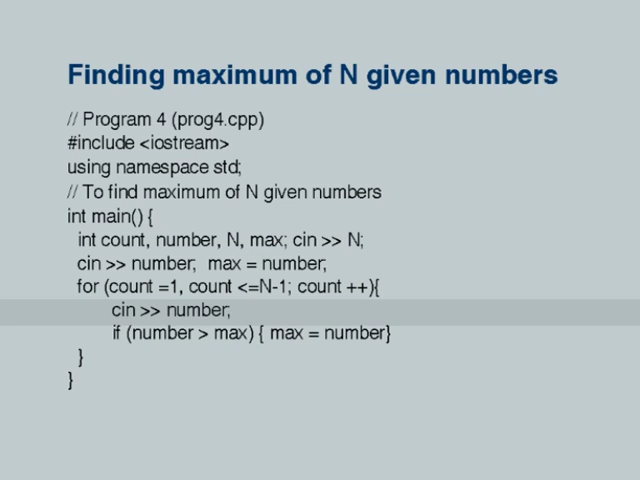 Finding maximum of N given numbers
// Program 4 (prog4.cpp)
#include <iostream>
using namespace std;
// To find maximum of N given numbers
int main() {
int count, number, N, max; cin >> N;
cin >> number; max = number;
for (count =1, count <=N-1; count ++){
cin >> number;
if (number > max) { max = number}
}
}